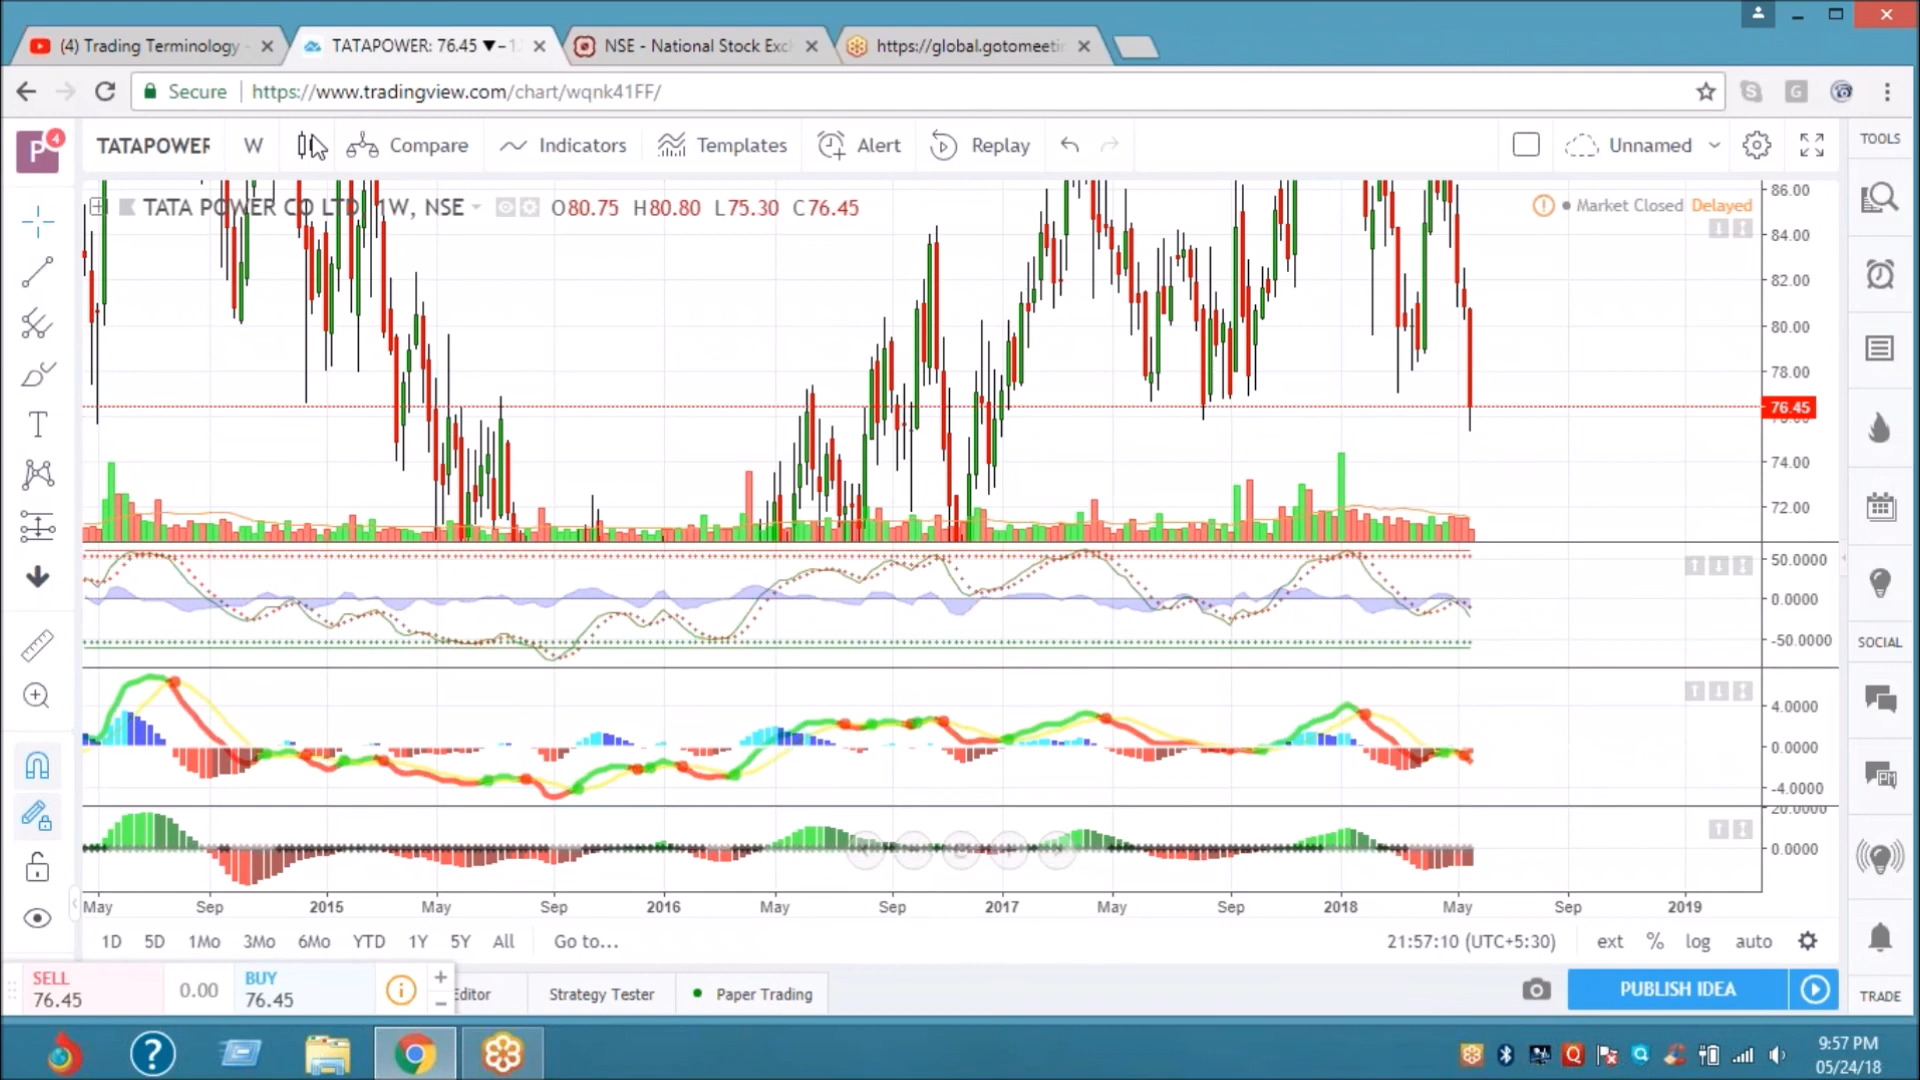 (4) Trading Terminology -
TATAPOWER: 76.45 ▼ −1.
NSE - National Stock Exc
https://global.gotomeeti
Secure
https://www.tradingview.com/chart/wqnk41FF/
P 4
TATAPOWER
W
Compare
Indicators
Templates
Alert
Replay
Unnamed
TOOLS
TATA POWER CO LTD, 1W, NSE
O80.75 H80.80 L75.30 C76.45
Market Closed Delayed
86.00
84.00
82.00
80.00
78.00
76.45
74.00
72.00
50.0000
0.0000
-50.0000
4.0000
0.0000
-4.0000
20.0000
0.0000
SOCIAL
May Sep 2015 May Sep 2016 May Sep 2017 May Sep 2018 May Sep 2019
1D 5D 1Mo 3Mo 6Mo YTD 1Y 5Y All Go to...
21:57:10 (UTC+5:30) ext % log auto
SELL
76.45
0.00
BUY
76.45
Editor
Strategy Tester
Paper Trading
PUBLISH IDEA
TRADE
9:57 PM
05/24/18